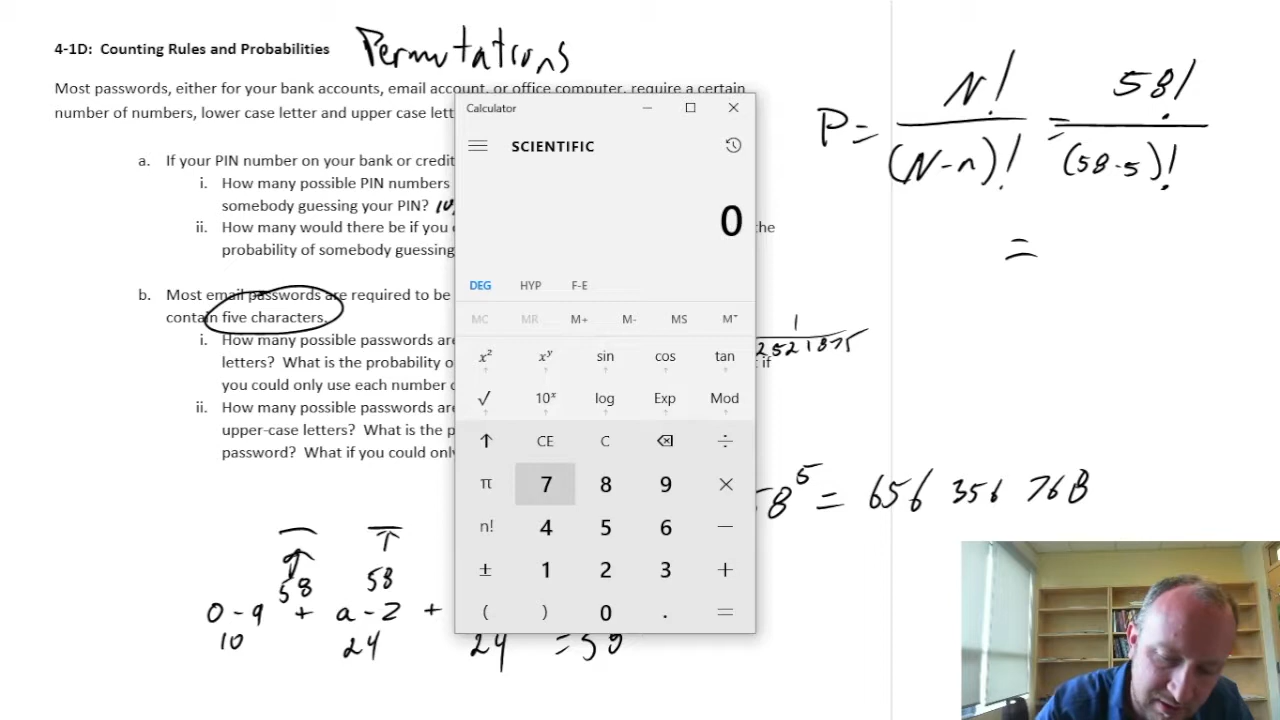 4-1D: Counting Rules and Probabilities
Permutations
Most passwords, either for your bank accounts, email account, or office computer, require a certain
number of numbers, lower case letter and upper case lett
a. If your PIN number on your bank or credit
i. How many possible PIN numbers
somebody guessing your PIN? 10,
ii. How many would there be if you
the
probability of somebody guessing
b. Most email passwords are required to be
contain five characters.
i. How many possible passwords are
letters? What is the probability o
if
you could only use each number o
ii. How many possible passwords are
upper-case letters? What is the p
password? What if you could only
P = N! / (N-n)! = 58! / (58-5)!
=
1
2521875
58⁵ = 656 356 768
58 58
0-9 + a-z +
10 24 24 = 58
Calculator
SCIENTIFIC
0
DEG HYP F-E
MC MR M+ M- MS M˅
x² xʸ sin cos tan
√ 10ˣ log Exp Mod
↑ CE C ⌫ ÷
π 7 8 9 ×
n! 4 5 6 −
± 1 2 3 +
( ) 0 . =